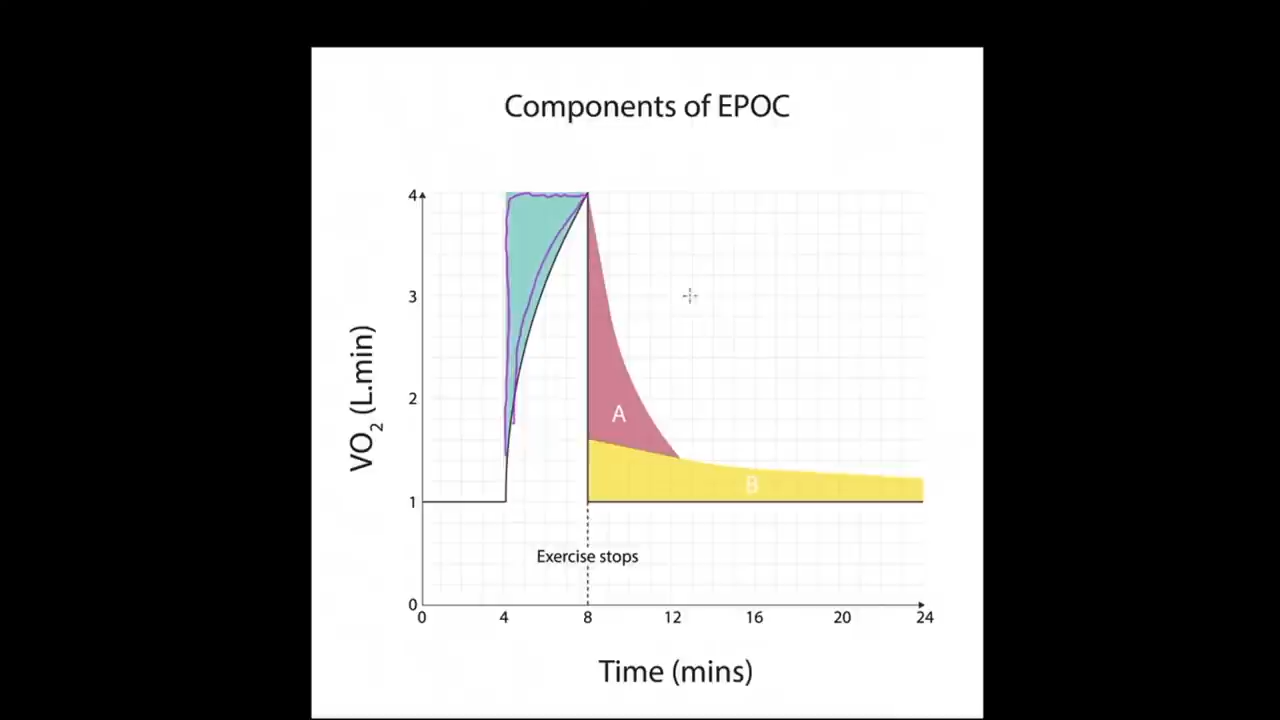 Components of EPOC
4
3
2
1
0
VO2 (L.min)
A
B
Exercise stops
0 4 8 12 16 20 24
Time (mins)